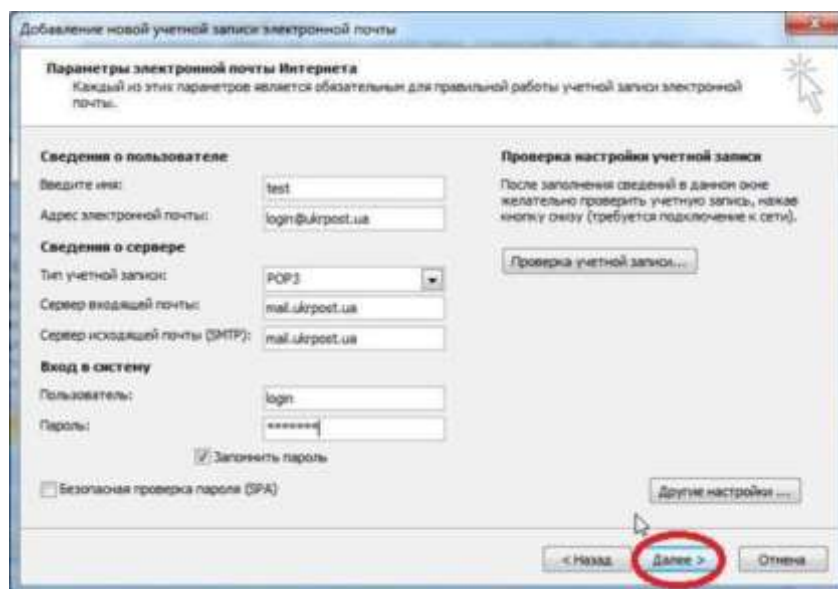 Добавление новой учетной записи электронной почты
Параметры электронной почты Интернета
Каждый из этих параметров является обязательным для правильной работы учетной записи электронной
почты.
Сведения о пользователе
Введите имя:
test
Адрес электронной почты:
login@ukrpost.ua
Сведения о сервере
Тип учетной записи:
POP3
Сервер входящей почты:
mail.ukrpost.ua
Сервер исходящей почты (SMTP):
mail.ukrpost.ua
Вход в систему
Пользователь:
login
Пароль:
*******
Запомнить пароль
Безопасная проверка пароля (SPA)
Проверка настройки учетной записи
После заполнения сведений в данном окне
желательно проверить учетную запись, нажав
кнопку снизу (требуется подключение к сети).
Проверка учетной записи...
Другие настройки ...
< Назад
Далее >
Отмена